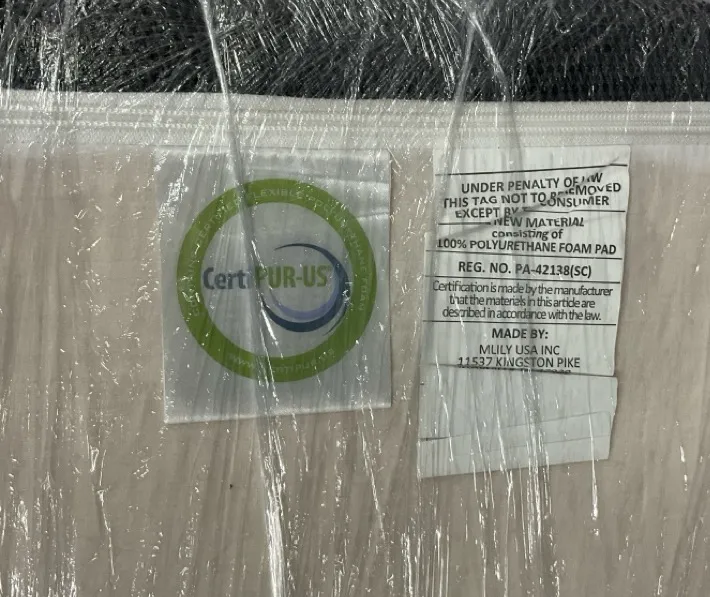 CertiPUR-US
UNDER PENALTY OF LAW
THIS TAG NOT TO BE REMOVED
EXCEPT BY CONSUMER
NEW MATERIAL
consisting of
100% POLYURETHANE FOAM PAD
REG. NO. PA-42138(SC)
Certification is made by the manufacturer
that the materials in this article are
described in accordance with the law.
MADE BY:
MLILY USA INC
11537 KINGSTON PIKE